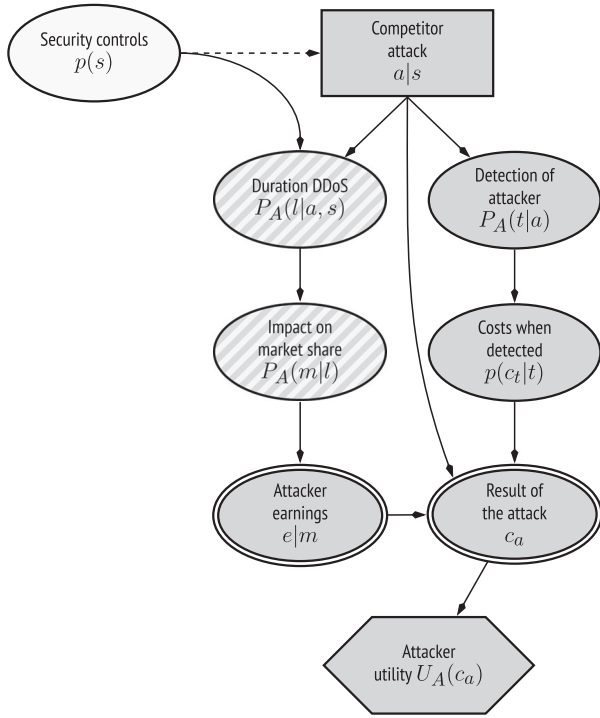 Security controls
p(s)
Competitor
attack
a|s
Duration DDoS
P_A(l|a, s)
Detection of
attacker
P_A(t|a)
Impact on
market share
P_A(m|l)
Costs when
detected
p(c_t|t)
Attacker
earnings
e|m
Result of
the attack
c_a
Attacker
utility U_A(c_a)